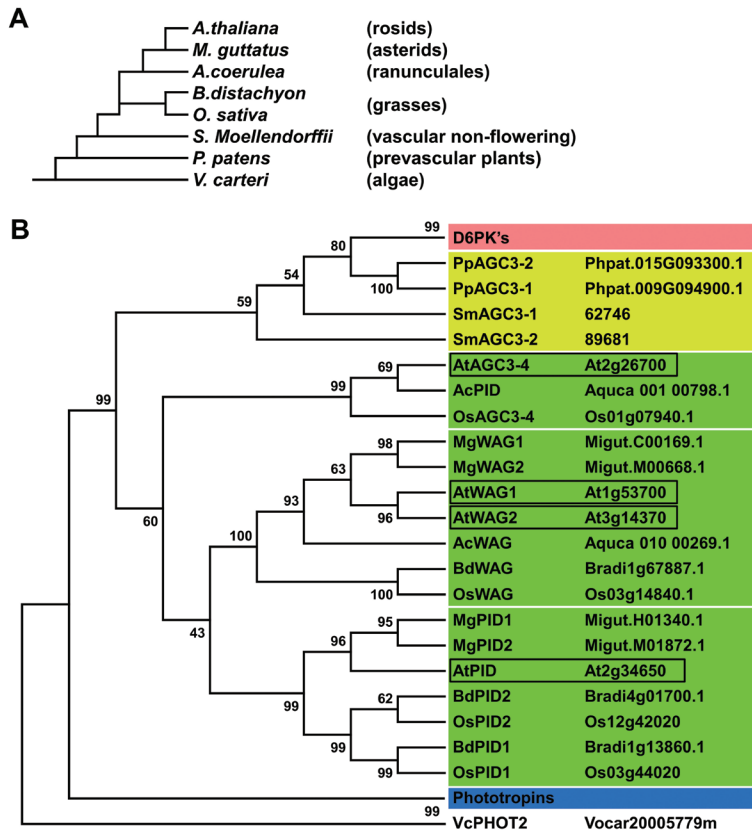 A
A.thaliana (rosids)
M. guttatus (asterids)
A.coerulea (ranunculales)
B.distachyon
(grasses)
O. sativa
S. Moellendorffii (vascular non-flowering)
P. patens (prevascular plants)
V. carteri (algae)
B
99
D6PK's
80
PpAGC3-2 Phpat.015G093300.1
54
100
PpAGC3-1 Phpat.009G094900.1
59
SmAGC3-1 62746
SmAGC3-2 89681
69
AtAGC3-4 At2g26700
99
AcPID Aquca 001 00798.1
99
OsAGC3-4 Os01g07940.1
98
MgWAG1 Migut.C00169.1
63
MgWAG2 Migut.M00668.1
93
AtWAG1 At1g53700
96
AtWAG2 At3g14370
60
100
AcWAG Aquca 010 00269.1
BdWAG Bradi1g67887.1
100
OsWAG Os03g14840.1
43
95
MgPID1 Migut.H01340.1
96
MgPID2 Migut.M01872.1
AtPID At2g34650
99
62
BdPID2 Bradi4g01700.1
OsPID2 Os12g42020
99
BdPID1 Bradi1g13860.1
99
OsPID1 Os03g44020
Phototropins
99
VcPHOT2 Vocar20005779m